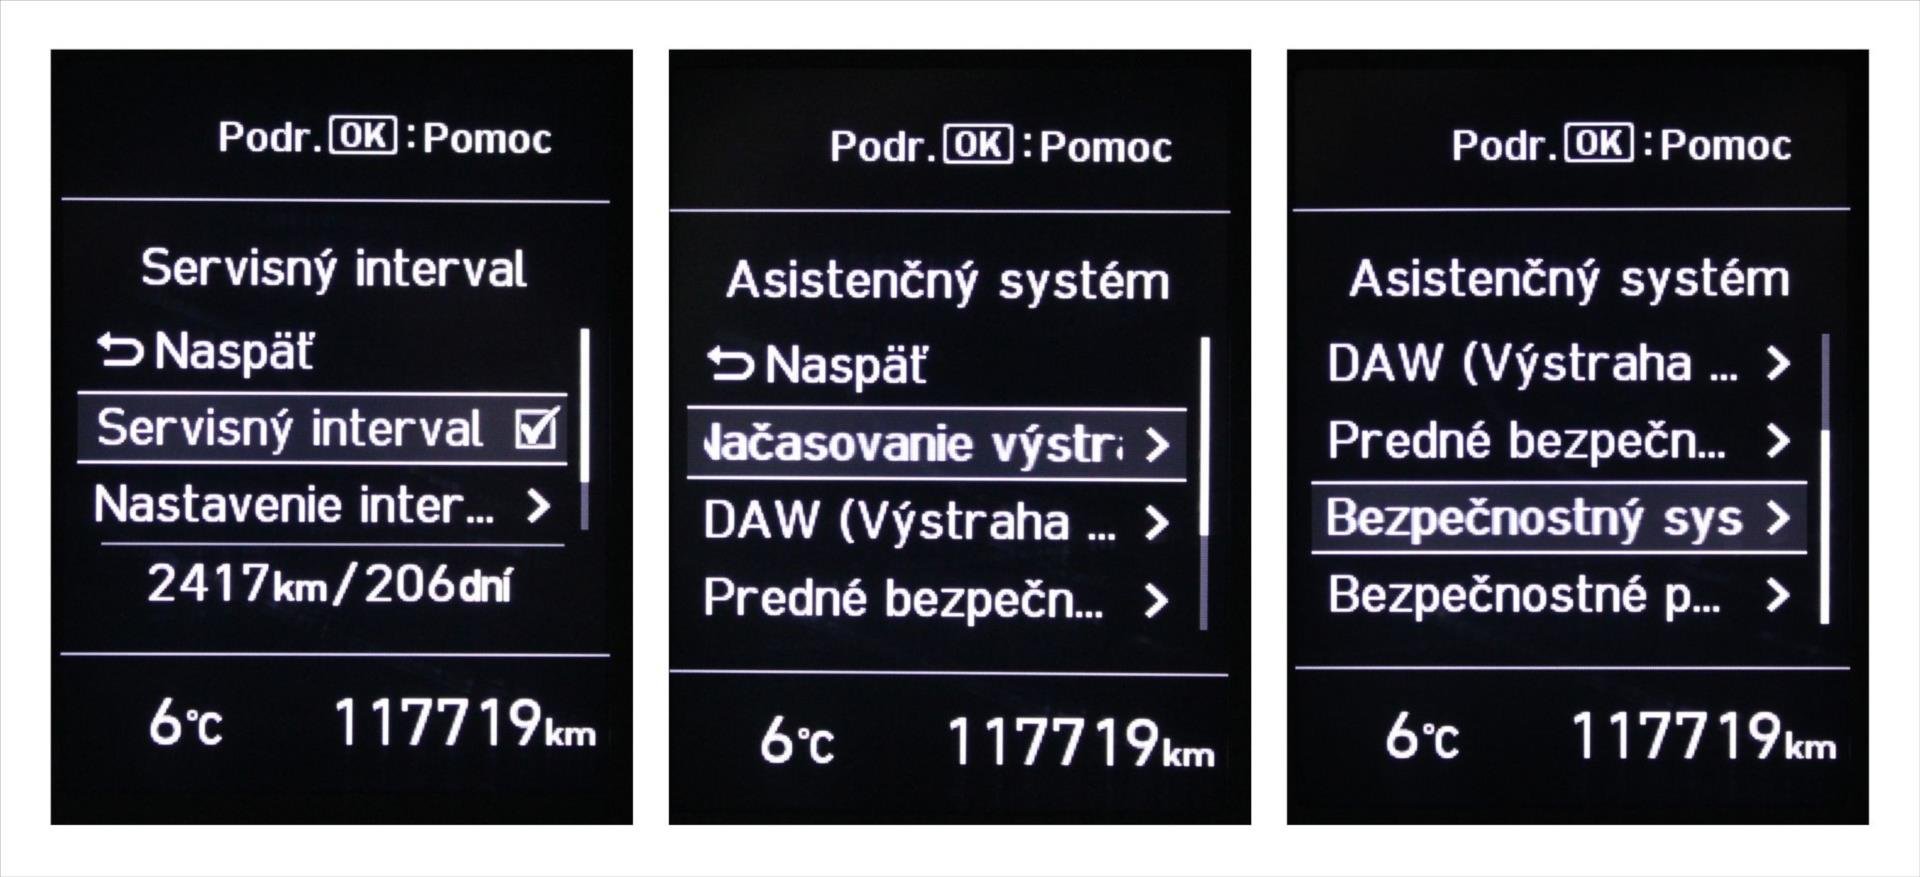 Podr. OK : Pomoc
Servisný interval
Naspäť
Servisný interval
Nastavenie inter...
2417km/206dní
6°C 117719km
Podr. OK : Pomoc
Asistenčný systém
Naspäť
Načasovanie výstr
DAW (Výstraha ...
Predné bezpečn...
6°C 117719km
Podr. OK : Pomoc
Asistenčný systém
DAW (Výstraha ...
Predné bezpečn...
Bezpečnostný sys
Bezpečnostné p...
6°C 117719km